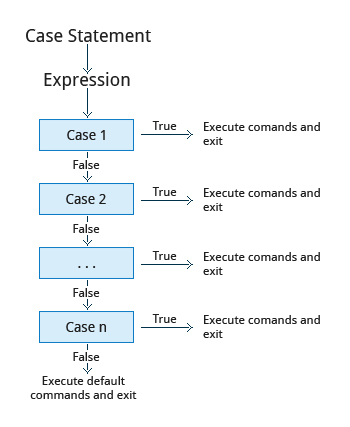 Case Statement
Expression
Case 1
True
Execute comands and
exit
False
Case 2
True
Execute comands and
exit
False
...
True
Execute comands and
exit
False
Case n
True
Execute comands and
exit
False
Execute default
commands and exit